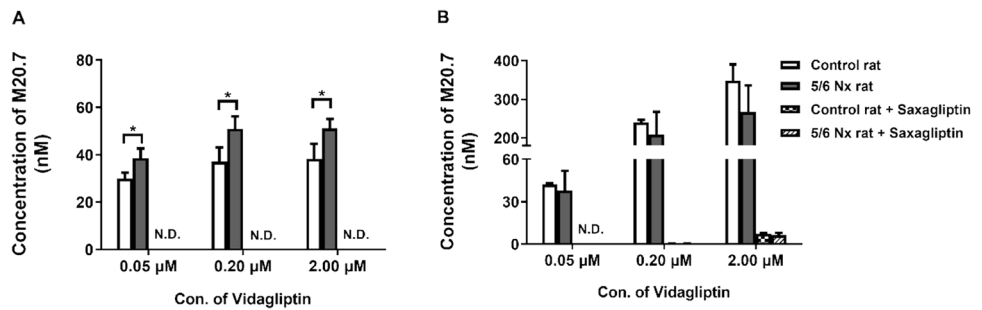 A
Concentration of M20.7
(nM)
80
60
40
20
0
*
*
*
N.D.
N.D.
N.D.
0.05 µM
0.20 µM
2.00 µM
Con. of Vidagliptin
B
Concentration of M20.7
(nM)
400
300
200
60
30
0
N.D.
0.05 µM
0.20 µM
2.00 µM
Con. of Vidagliptin
Control rat
5/6 Nx rat
Control rat + Saxagliptin
5/6 Nx rat + Saxagliptin